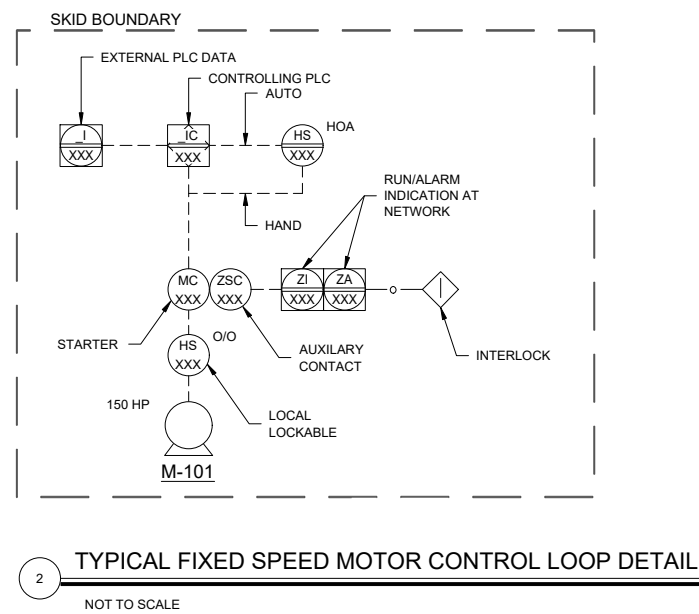 SKID BOUNDARY
EXTERNAL PLC DATA
CONTROLLING PLC
AUTO
_I
XXX
_IC
XXX
HS
XXX
HOA
RUN/ALARM
INDICATION AT
NETWORK
HAND
MC
XXX
ZSC
XXX
ZI
XXX
ZA
XXX
I
STARTER
O/O
HS
XXX
AUXILARY
CONTACT
INTERLOCK
150 HP
LOCAL
LOCKABLE
M-101
2
TYPICAL FIXED SPEED MOTOR CONTROL LOOP DETAIL
NOT TO SCALE